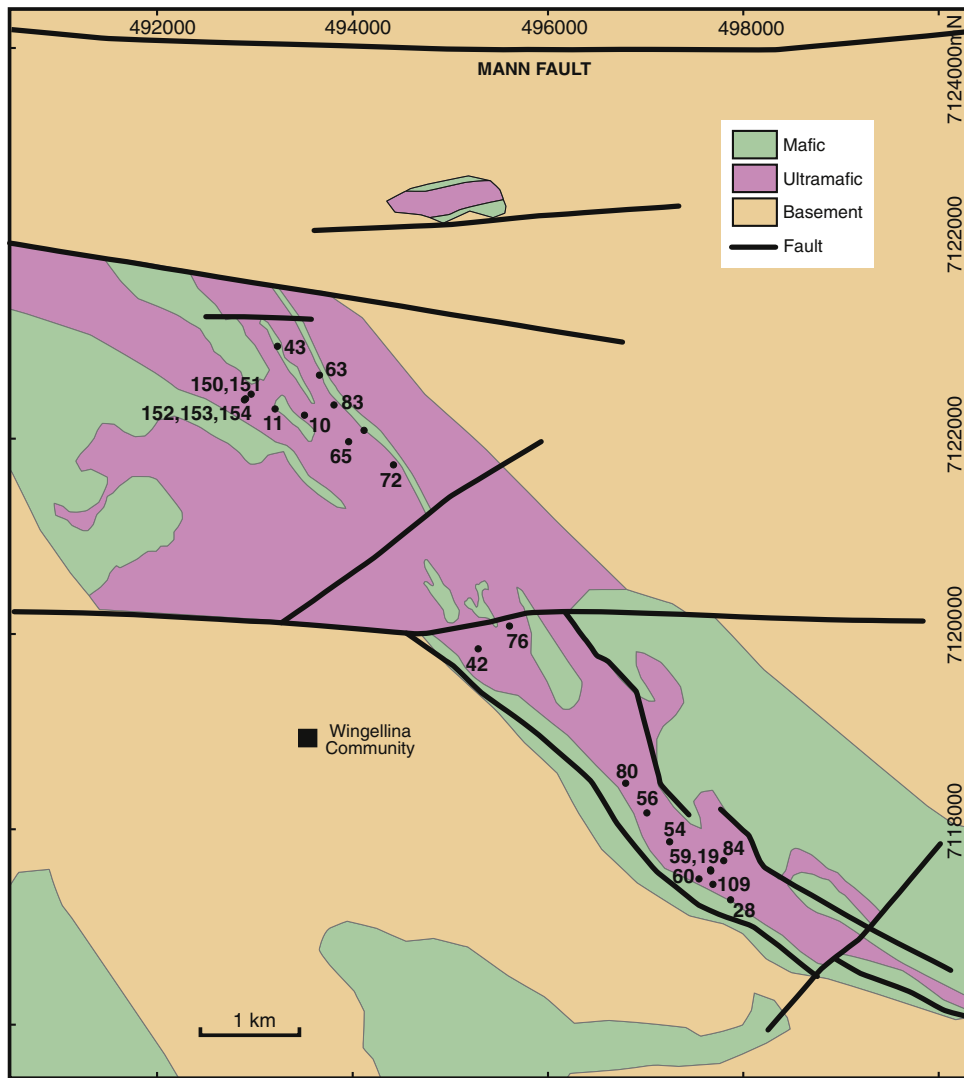 492000 494000 496000 498000
7124000mN
MANN FAULT
Mafic
Ultramafic
Basement
Fault
7122000
43
63
150,151
83
152,153,154
11
10
65
7122000
72
7120000
76
42
Wingellina
Community
80
56
7118000
54
84
59,19
60
109
28
1 km